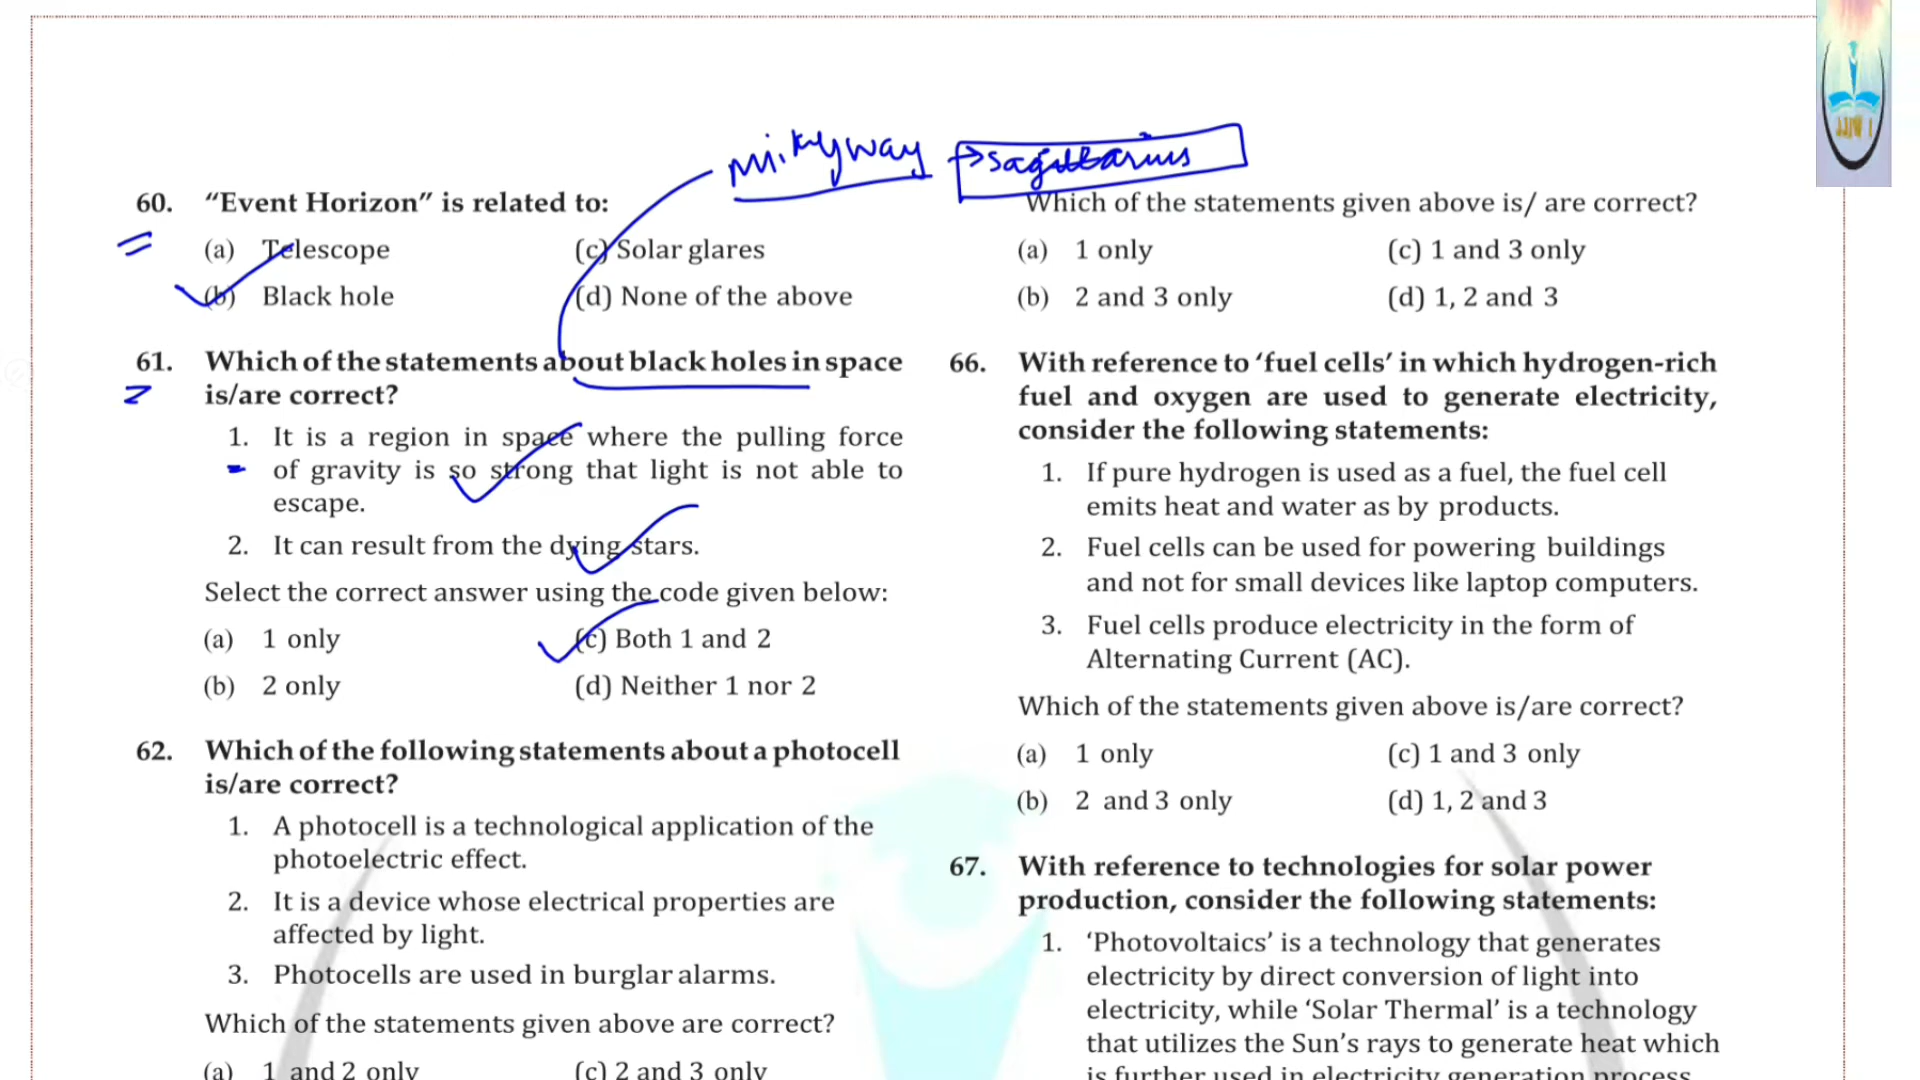 mikyway → sagittarius
60. “Event Horizon” is related to:
(a) Telescope (c) Solar glares
(b) Black hole (d) None of the above
61. Which of the statements about black holes in space
is/are correct?
1. It is a region in space where the pulling force
of gravity is so strong that light is not able to
escape.
2. It can result from the dying stars.
Select the correct answer using the code given below:
(a) 1 only (c) Both 1 and 2
(b) 2 only (d) Neither 1 nor 2
62. Which of the following statements about a photocell
is/are correct?
1. A photocell is a technological application of the
photoelectric effect.
2. It is a device whose electrical properties are
affected by light.
3. Photocells are used in burglar alarms.
Which of the statements given above are correct?
(a) 1 and 2 only (c) 2 and 3 only
Which of the statements given above is/ are correct?
(a) 1 only (c) 1 and 3 only
(b) 2 and 3 only (d) 1, 2 and 3
66. With reference to ‘fuel cells’ in which hydrogen-rich
fuel and oxygen are used to generate electricity,
consider the following statements:
1. If pure hydrogen is used as a fuel, the fuel cell
emits heat and water as by products.
2. Fuel cells can be used for powering buildings
and not for small devices like laptop computers.
3. Fuel cells produce electricity in the form of
Alternating Current (AC).
Which of the statements given above is/are correct?
(a) 1 only (c) 1 and 3 only
(b) 2 and 3 only (d) 1, 2 and 3
67. With reference to technologies for solar power
production, consider the following statements:
1. ‘Photovoltaics’ is a technology that generates
electricity by direct conversion of light into
electricity, while ‘Solar Thermal’ is a technology
that utilizes the Sun’s rays to generate heat which
is further used in electricity generation process.